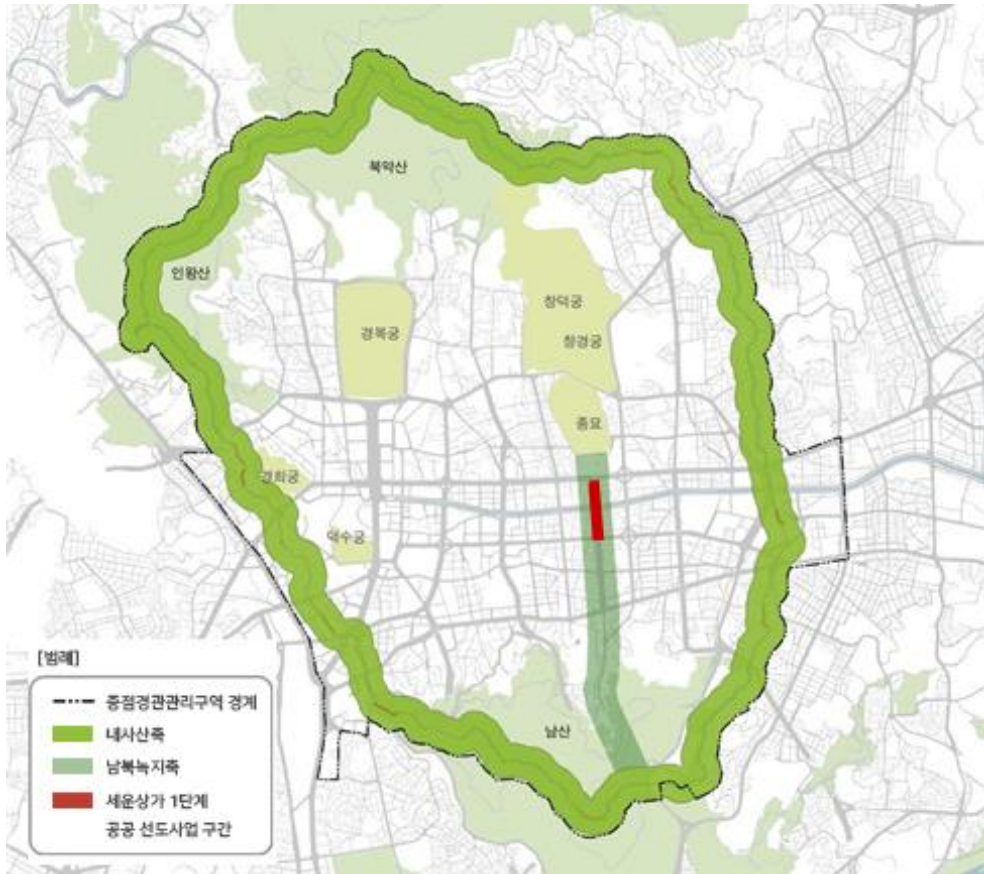 북악산
인왕산
창덕궁
경복궁
창경궁
종묘
경희궁
덕수궁
남산
[범례]
중점경관관리구역 경계
내사산축
남북녹지축
세운상가 1단계
공공 선도사업 구간